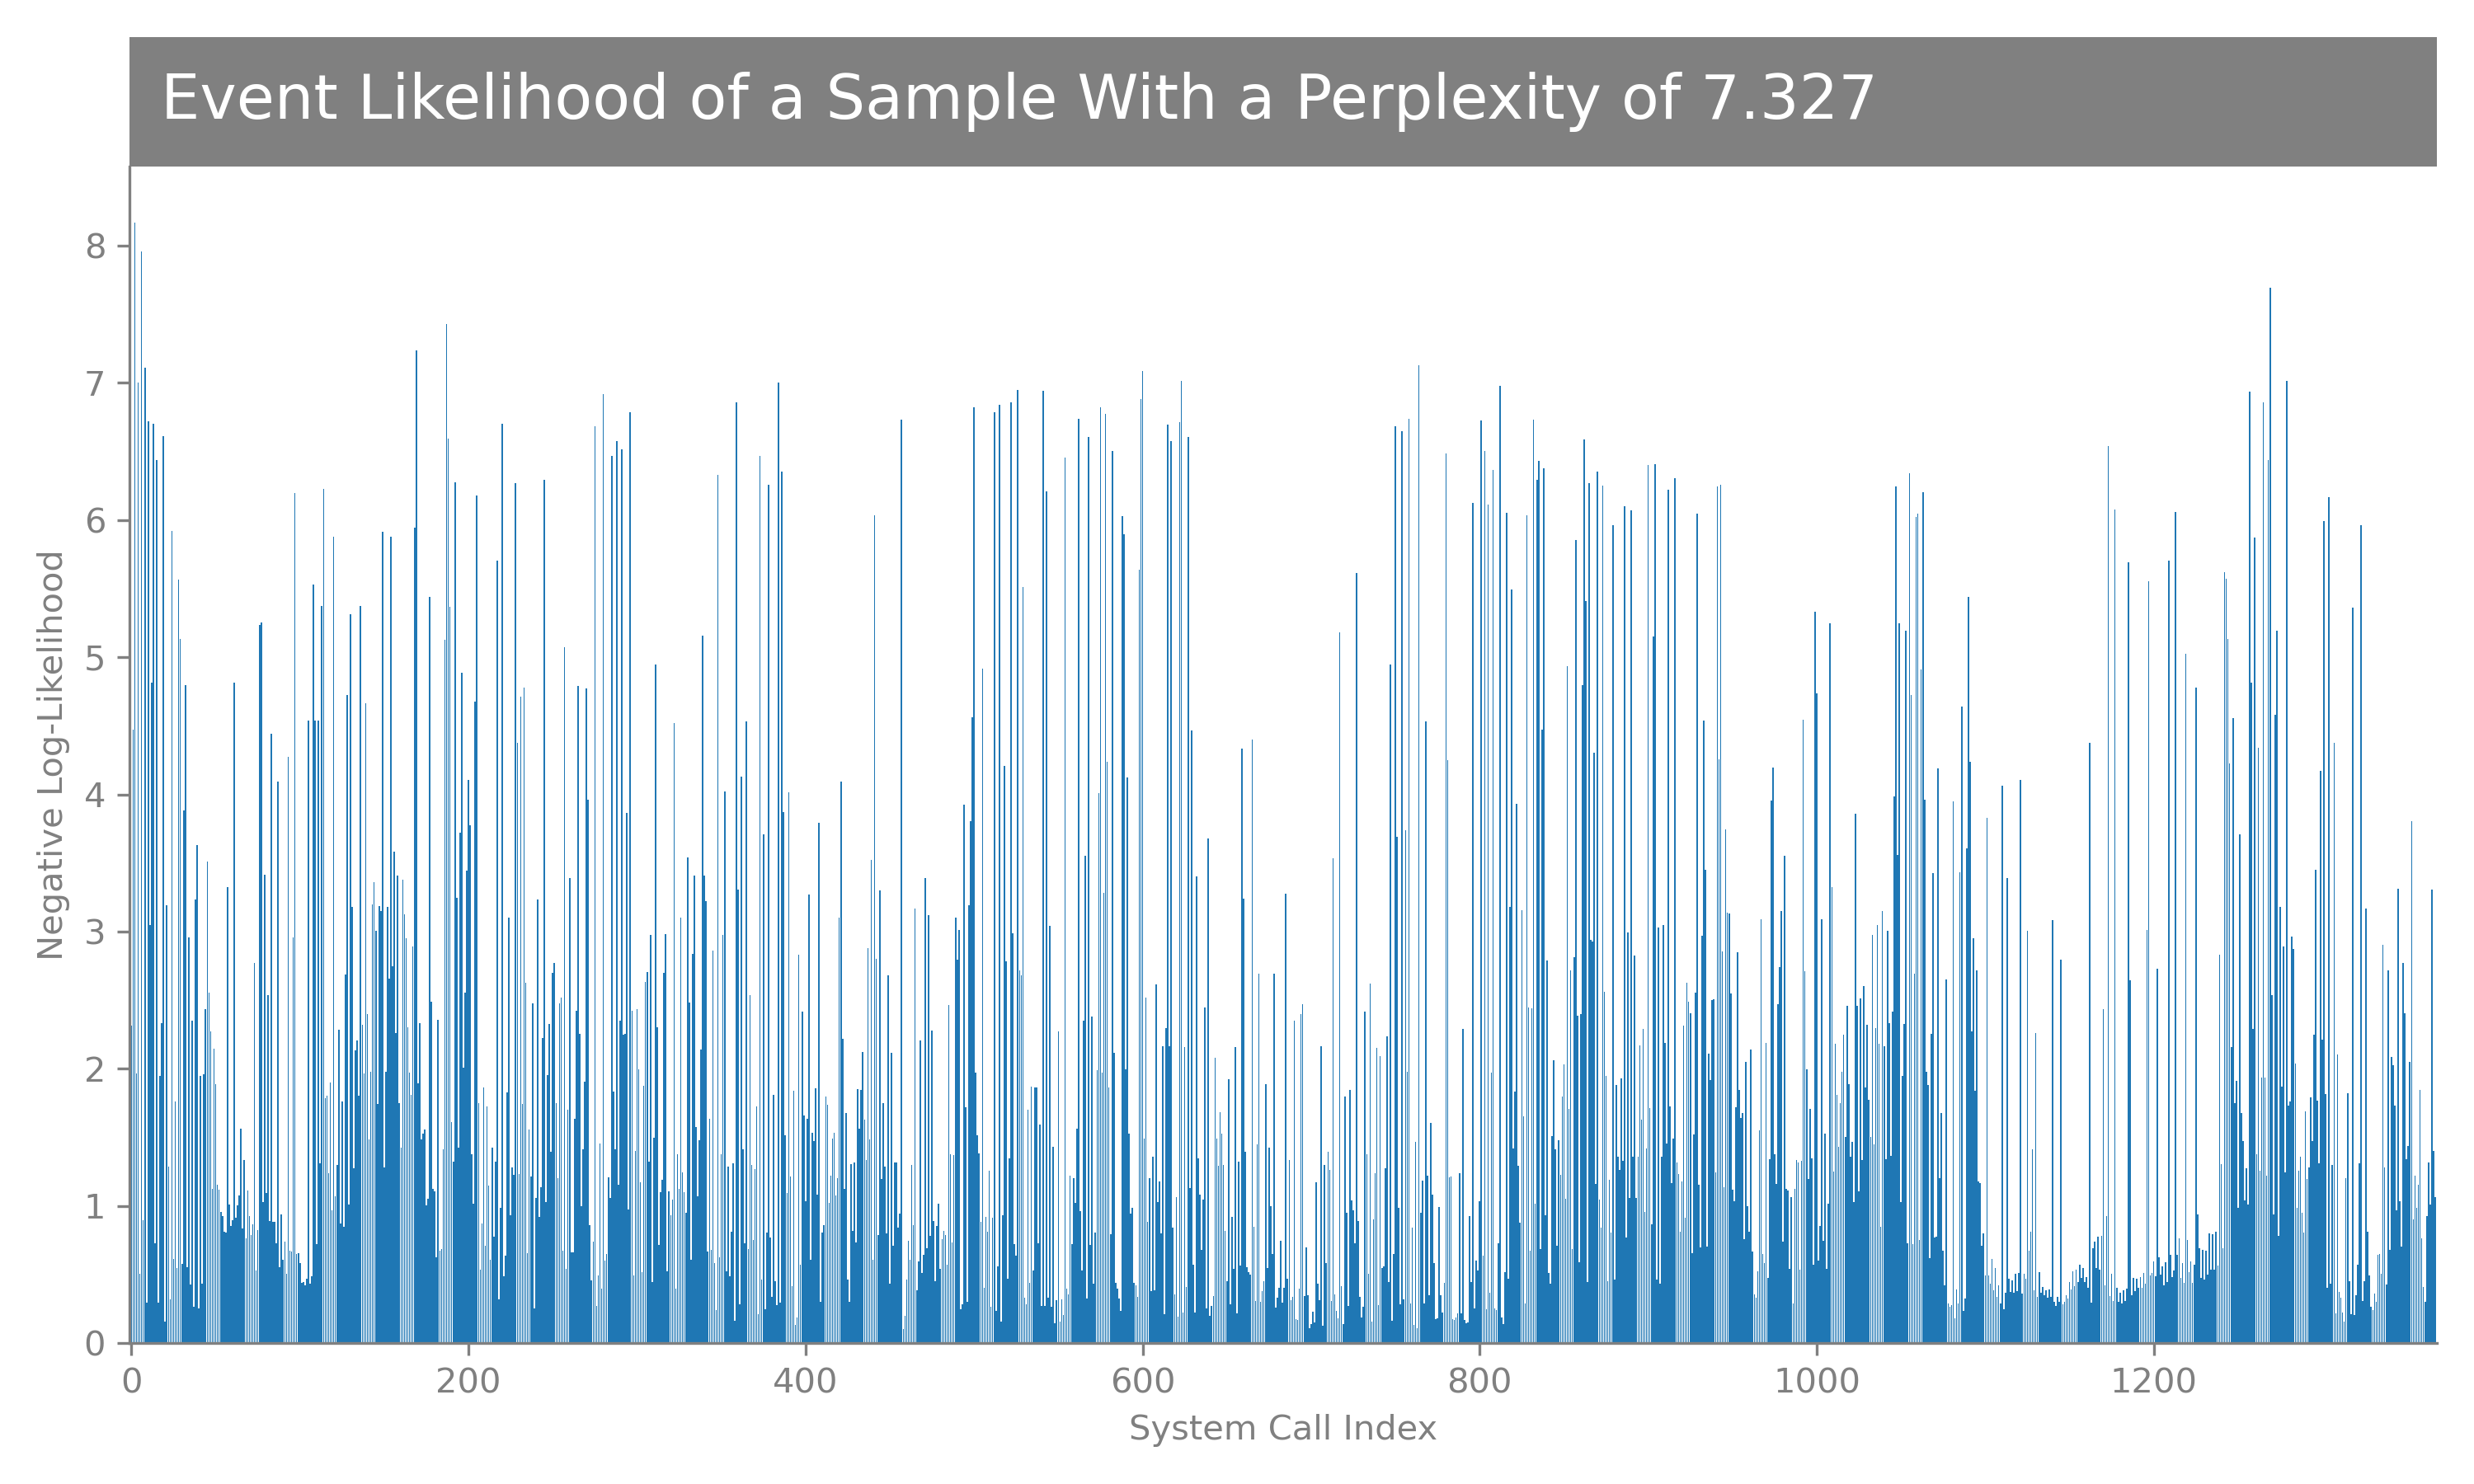 Event Likelihood of a Sample With a Perplexity of 7.327
8
7
6
5
4
3
2
1
0
Negative Log-Likelihood
0 200 400 600 800 1000 1200
System Call Index